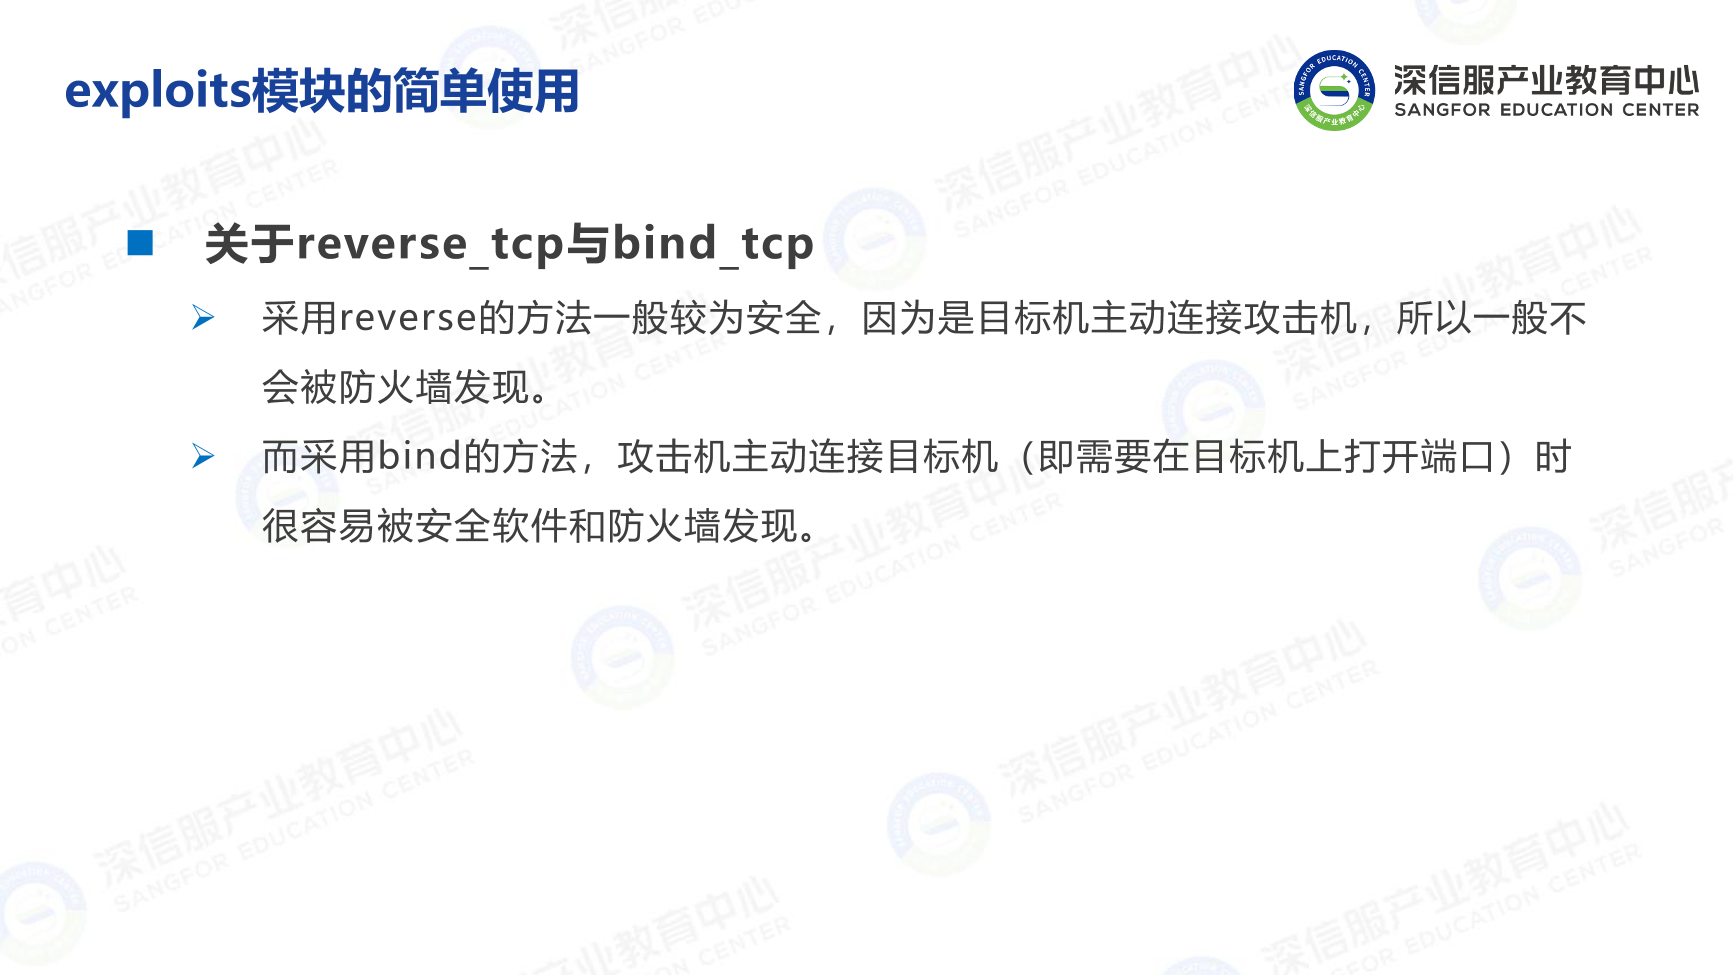 exploits模块的简单使用
深信服产业教育中心
SANGFOR EDUCATION CENTER
关于reverse_tcp与bind_tcp
采用reverse的方法一般较为安全，因为是目标机主动连接攻击机，所以一般不
会被防火墙发现。
而采用bind的方法，攻击机主动连接目标机（即需要在目标机上打开端口）时
很容易被安全软件和防火墙发现。